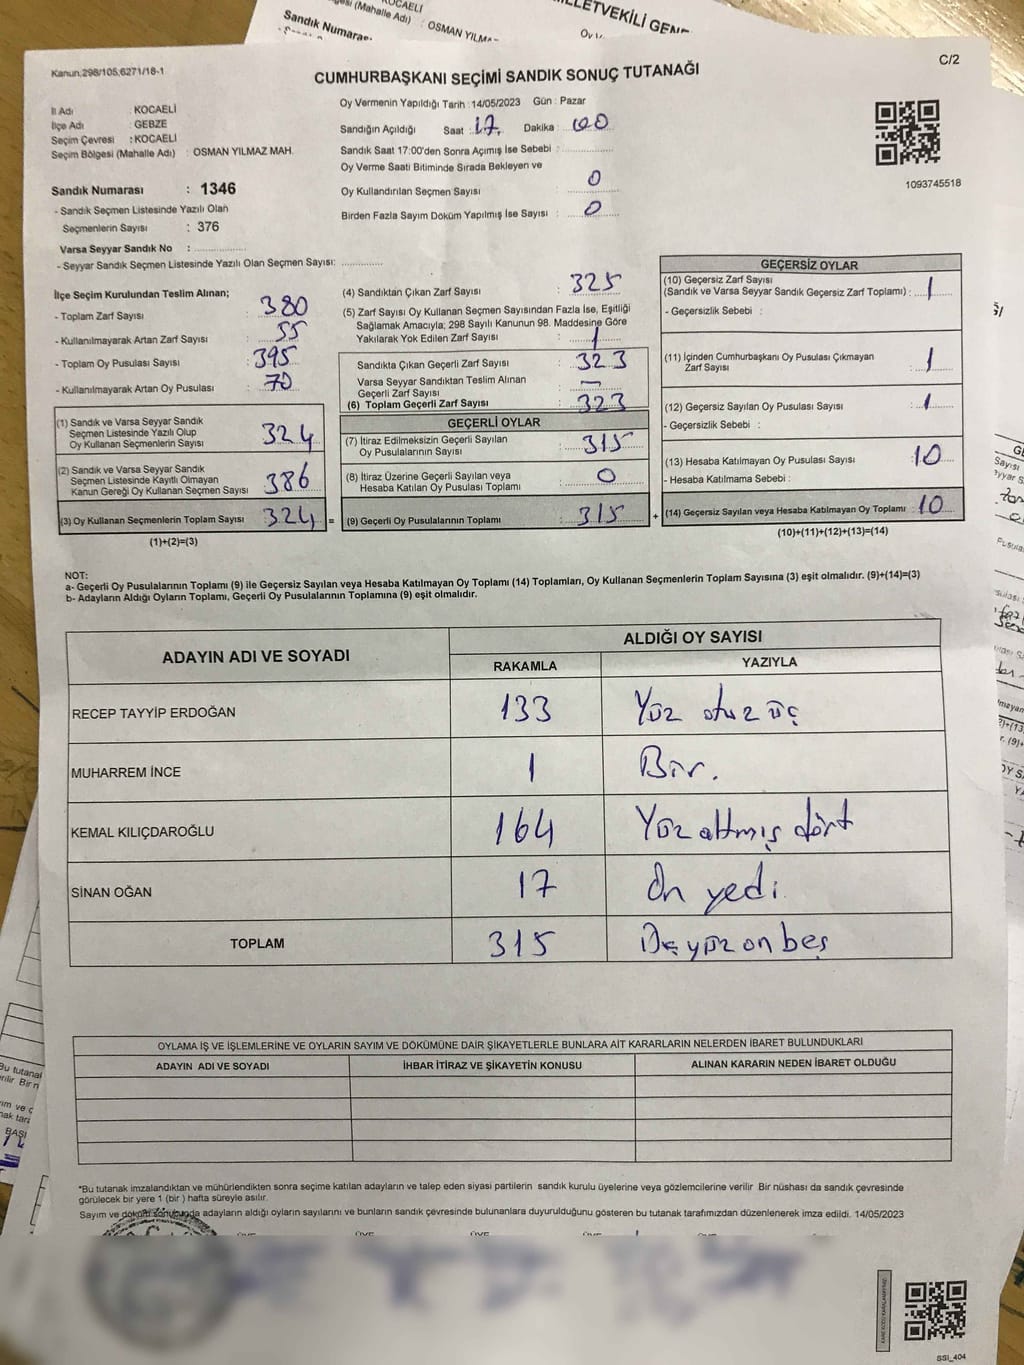 KOCAELİ
(Mahalle Adı) : OSMAN YILMA
Sandık Numaras
LLETVEKİLİ GENE
Kanun:298/105;6271/18-1
C/2
CUMHURBAŞKANI SEÇİMİ SANDIK SONUÇ TUTANAĞI
İl Adı : KOCAELİ
İlçe Adı : GEBZE
Seçim Çevresi : KOCAELİ
Seçim Bölgesi (Mahalle Adı) : OSMAN YILMAZ MAH.
Oy Vermenin Yapıldığı Tarih : 14/05/2023 Gün : Pazar
Sandığın Açıldığı Saat : 17 Dakika : 00
Sandık Saat 17:00'den Sonra Açımış İse Sebebi :
Oy Verme Saati Bitiminde Sırada Bekleyen ve
Oy Kullandırılan Seçmen Sayısı : 0
Birden Fazla Sayım Döküm Yapılmış İse Sayısı : 0
1093745518
Sandık Numarası : 1346
- Sandık Seçmen Listesinde Yazılı Olan
Seçmenlerin Sayısı : 376
Varsa Seyyar Sandık No :
- Seyyar Sandık Seçmen Listesinde Yazılı Olan Seçmen Sayısı:
İlçe Seçim Kurulundan Teslim Alınan;
- Toplam Zarf Sayısı : 380
- Kullanılmayarak Artan Zarf Sayısı : 55
- Toplam Oy Pusulası Sayısı : 395
- Kullanılmayarak Artan Oy Pusulası : 70
(1) Sandık ve Varsa Seyyar Sandık
Seçmen Listesinde Yazılı Olup
Oy Kullanan Seçmenlerin Sayısı 324
(2) Sandık ve Varsa Seyyar Sandık
Seçmen Listesinde Kayıtlı Olmayan
Kanun Gereği Oy Kullanan Seçmen Sayısı 386
(3) Oy Kullanan Seçmenlerin Toplam Sayısı 324 =
(1)+(2)=(3)
(4) Sandıktan Çıkan Zarf Sayısı : 325
(5) Zarf Sayısı Oy Kullanan Seçmen Sayısından Fazla İse, Eşitliği
Sağlamak Amacıyla; 298 Sayılı Kanunun 98. Maddesine Göre
Yakılarak Yok Edilen Zarf Sayısı : 1
Sandıkta Çıkan Geçerli Zarf Sayısı : 323
Varsa Seyyar Sandıktan Teslim Alınan
Geçerli Zarf Sayısı : -
(6) Toplam Geçerli Zarf Sayısı : 323
GEÇERLİ OYLAR
(7) İtiraz Edilmeksizin Geçerli Sayılan
Oy Pusulalarının Sayısı : 315
(8) İtiraz Üzerine Geçerli Sayılan veya
Hesaba Katılan Oy Pusulası Toplamı : 0
(9) Geçerli Oy Pusulalarının Toplamı : 315 +
GEÇERSİZ OYLAR
(10) Geçersiz Zarf Sayısı
(Sandık ve Varsa Seyyar Sandık Geçersiz Zarf Toplamı) : 1
- Geçersizlik Sebebi :
(11) İçinden Cumhurbaşkanı Oy Pusulası Çıkmayan
Zarf Sayısı : 1
(12) Geçersiz Sayılan Oy Pusulası Sayısı : 1
- Geçersizlik Sebebi :
(13) Hesaba Katılmayan Oy Pusulası Sayısı : 10
- Hesaba Katılmama Sebebi :
(14) Geçersiz Sayılan veya Hesaba Katılmayan Oy Toplamı : 10
(10)+(11)+(12)+(13)=(14)
NOT:
a- Geçerli Oy Pusulalarının Toplamı (9) ile Geçersiz Sayılan veya Hesaba Katılmayan Oy Toplamı (14) Toplamları, Oy Kullanan Seçmenlerin Toplam Sayısına (3) eşit olmalıdır. (9)+(14)=(3)
b- Adayların Aldığı Oyların Toplamı, Geçerli Oy Pusulalarının Toplamına (9) eşit olmalıdır.
ADAYIN ADI VE SOYADI ALDIĞI OY SAYISI
RAKAMLA YAZIYLA
RECEP TAYYİP ERDOĞAN 133 Yüz otuz üç
MUHARREM İNCE 1 Bir.
KEMAL KILIÇDAROĞLU 164 Yüz altmış dört
SİNAN OĞAN 17 On yedi
TOPLAM 315 yüz on beş
OYLAMA İŞ VE İŞLEMLERİNE VE OYLARIN SAYIM VE DÖKÜMÜNE DAİR ŞİKAYETLERLE BUNLARA AİT KARARLARIN NELERDEN İBARET BULUNDUKLARI
ADAYIN ADI VE SOYADI İHBAR İTİRAZ VE ŞİKAYETİN KONUSU ALINAN KARARIN NEDEN İBARET OLDUĞU
*Bu tutanak imzalandıktan ve mühürlendikten sonra seçime katılan adayların ve talep eden siyasi partilerin sandık kurulu üyelerine veya gözlemcilerine verilir Bir nüshası da sandık çevresinde
görülecek bir yere 1 (bir ) hafta süreyle asılır.
Sayım ve döküm sonucunda adayların aldığı oyların sayılarını ve bunların sandık çevresinde bulunanlara duyurulduğunu gösteren bu tutanak tarafımızdan düzenlenerek imza edildi. 14/05/2023
SSİ_404